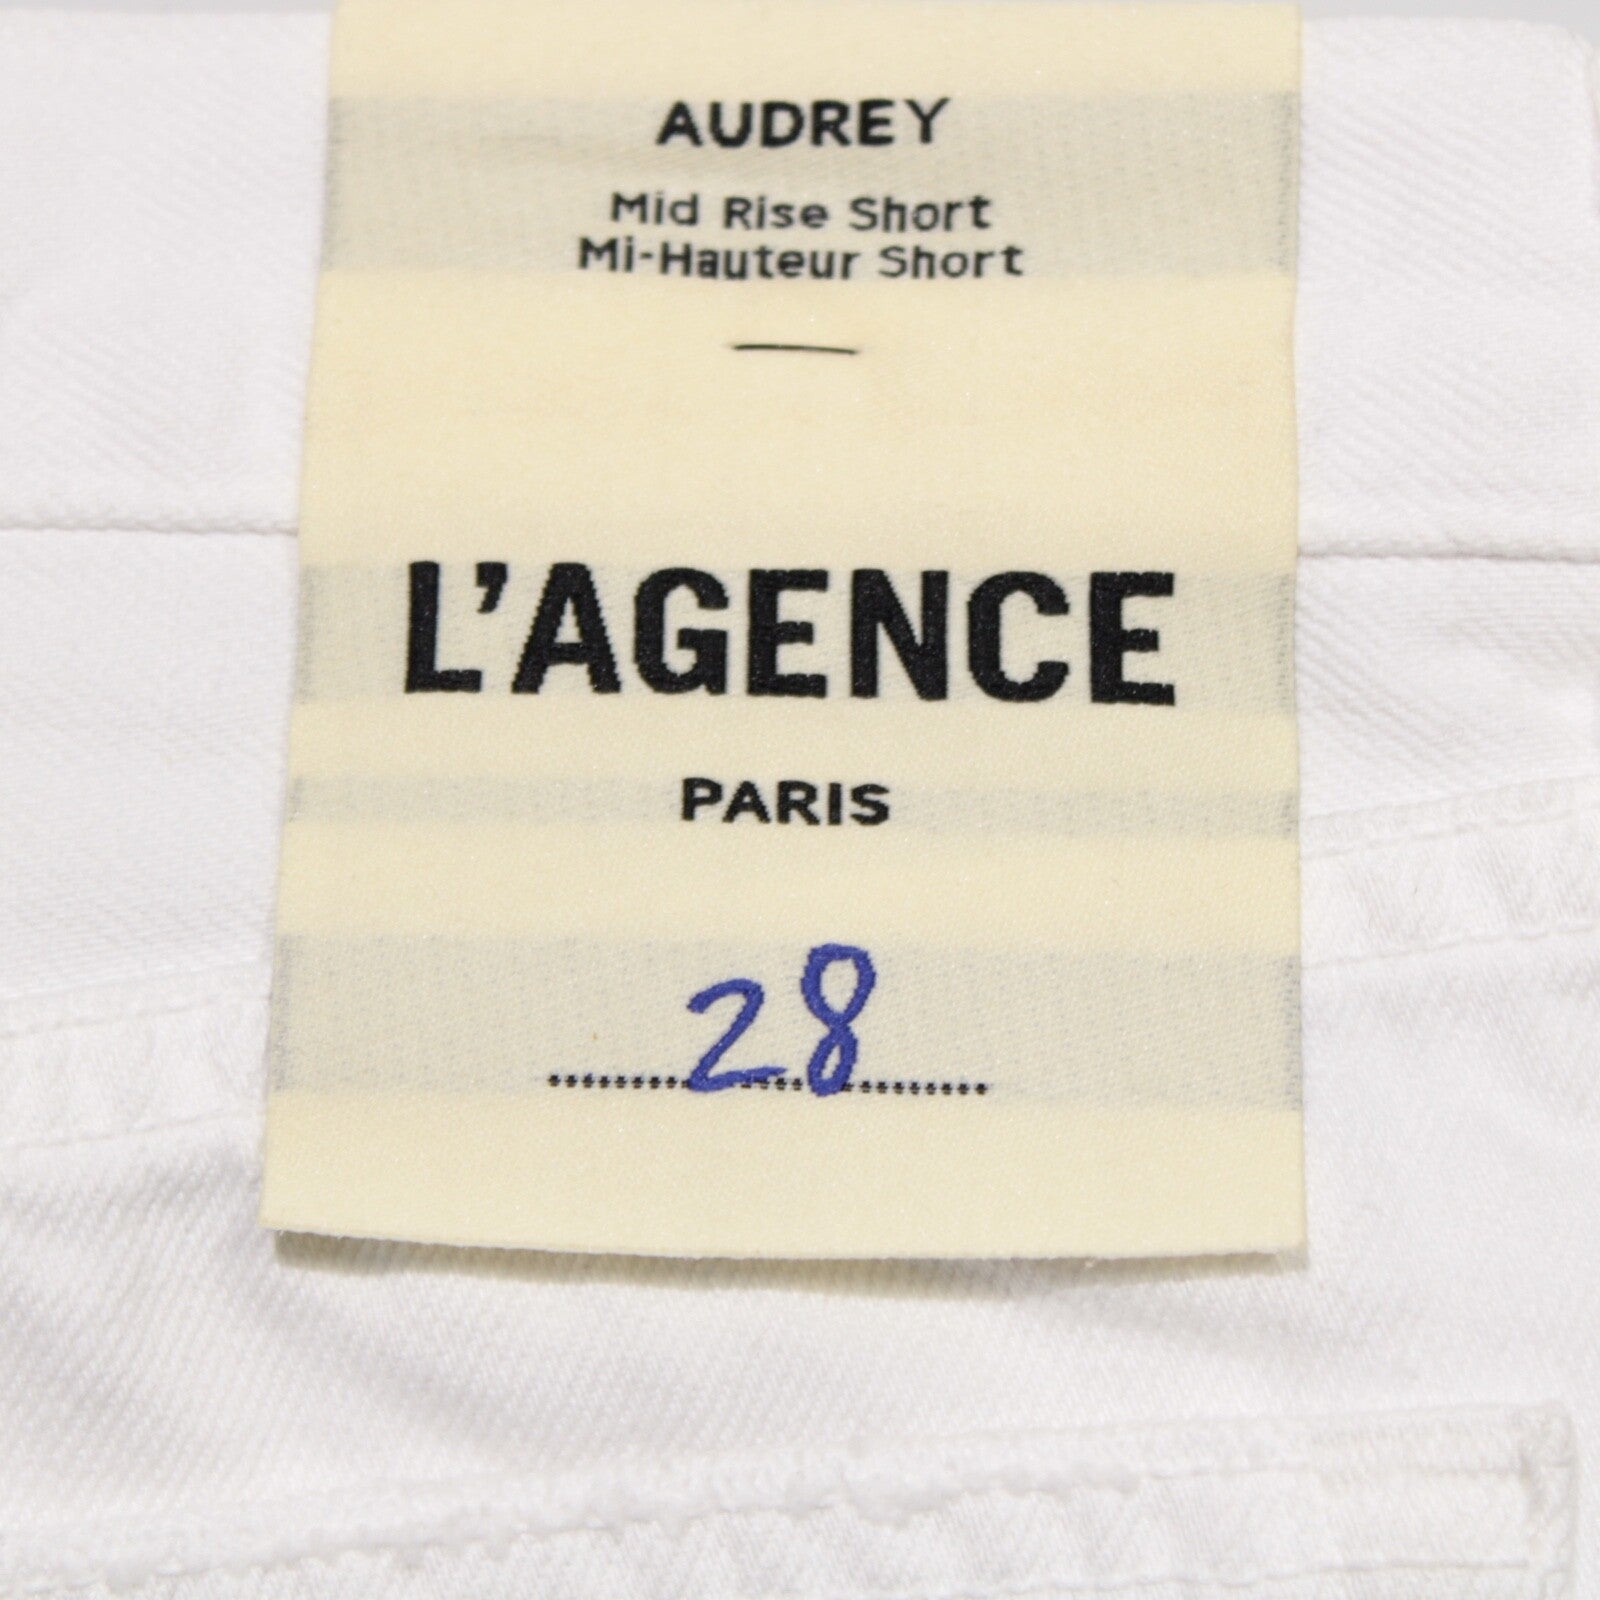 AUDREY
Mid Rise Short
Mi-Hauteur Short
L'AGENCE
PARIS
28